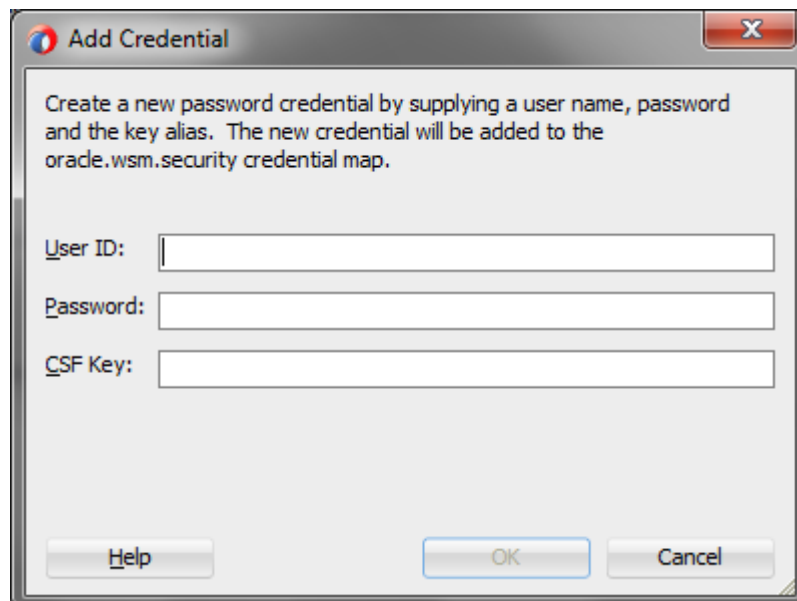 Add Credential
Create a new password credential by supplying a user name, password
and the key alias. The new credential will be added to the
oracle.wsm.security credential map.
User ID:
Password:
CSF Key:
Help OK Cancel